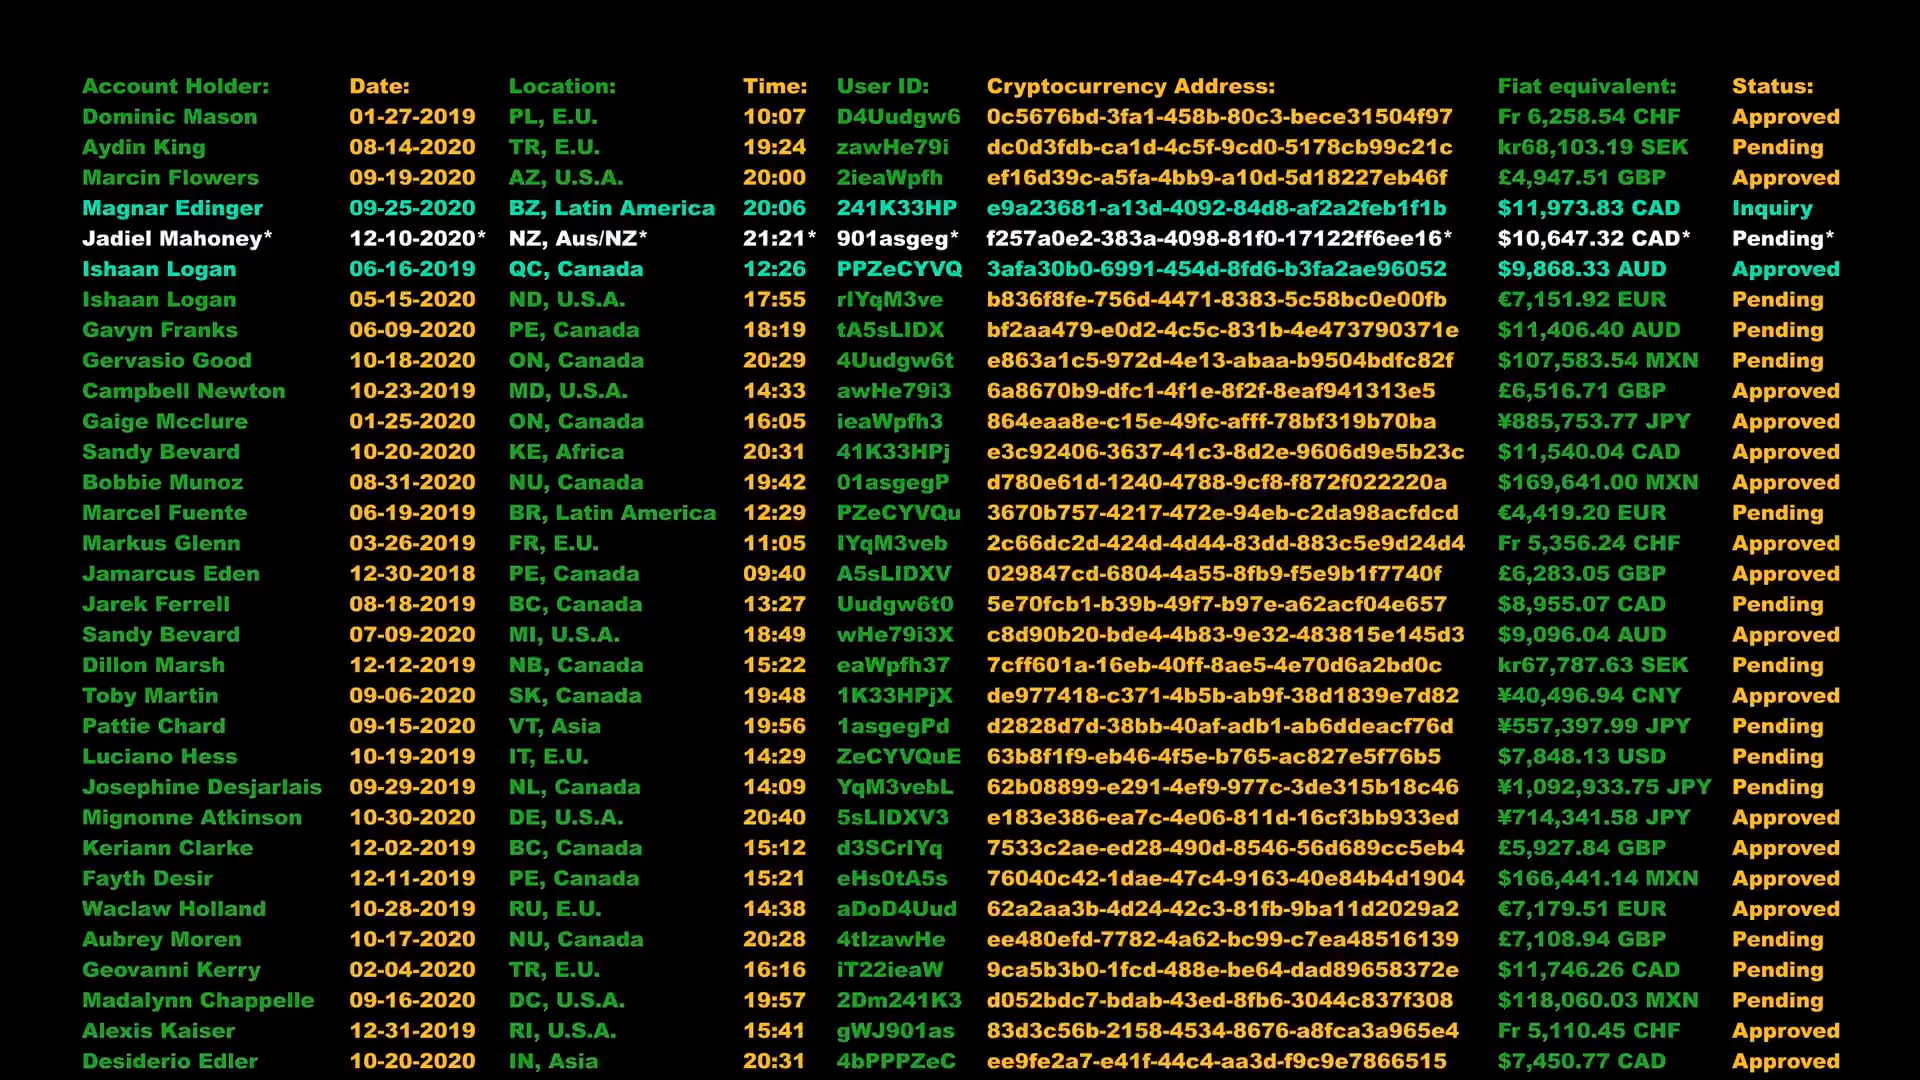 Account Holder: Date: Location: Time: User ID: Cryptocurrency Address: Fiat equivalent: Status:
Dominic Mason 01-27-2019 PL, E.U. 10:07 D4Uudgw6 0c5676bd-3fa1-458b-80c3-bece31504f97 Fr 6,258.54 CHF Approved
Aydin King 08-14-2020 TR, E.U. 19:24 zawHe79i dc0d3fdb-ca1d-4c5f-9cd0-5178cb99c21c kr68,103.19 SEK Pending
Marcin Flowers 09-19-2020 AZ, U.S.A. 20:00 2ieaWpfh ef16d39c-a5fa-4bb9-a10d-5d18227eb46f £4,947.51 GBP Approved
Magnar Edinger 09-25-2020 BZ, Latin America 20:06 241K33HP e9a23681-a13d-4092-84d8-af2a2feb1f1b $11,973.83 CAD Inquiry
Jadiel Mahoney* 12-10-2020* NZ, Aus/NZ* 21:21* 901asgeg* f257a0e2-383a-4098-81f0-17122ff6ee16* $10,647.32 CAD* Pending*
Ishaan Logan 06-16-2019 QC, Canada 12:26 PPZeCYVQ 3afa30b0-6991-454d-8fd6-b3fa2ae96052 $9,868.33 AUD Approved
Ishaan Logan 05-15-2020 ND, U.S.A. 17:55 rIYqM3ve b836f8fe-756d-4471-8383-5c58bc0e00fb €7,151.92 EUR Pending
Gavyn Franks 06-09-2020 PE, Canada 18:19 tA5sLIDX bf2aa479-e0d2-4c5c-831b-4e473790371e $11,406.40 AUD Pending
Gervasio Good 10-18-2020 ON, Canada 20:29 4Uudgw6t e863a1c5-972d-4e13-abaa-b9504bdfc82f $107,583.54 MXN Pending
Campbell Newton 10-23-2019 MD, U.S.A. 14:33 awHe79i3 6a8670b9-dfc1-4f1e-8f2f-8eaf941313e5 £6,516.71 GBP Approved
Gaige Mcclure 01-25-2020 ON, Canada 16:05 ieaWpfh3 864eaa8e-c15e-49fc-afff-78bf319b70ba ¥885,753.77 JPY Approved
Sandy Bevard 10-20-2020 KE, Africa 20:31 41K33HPj e3c92406-3637-41c3-8d2e-9606d9e5b23c $11,540.04 CAD Approved
Bobbie Munoz 08-31-2020 NU, Canada 19:42 01asgegP d780e61d-1240-4788-9cf8-f872f022220a $169,641.00 MXN Approved
Marcel Fuente 06-19-2019 BR, Latin America 12:29 PZeCYVQu 3670b757-4217-472e-94eb-c2da98acfdcd €4,419.20 EUR Pending
Markus Glenn 03-26-2019 FR, E.U. 11:05 IYqM3veb 2c66dc2d-424d-4d44-83dd-883c5e9d24d4 Fr 5,356.24 CHF Approved
Jamarcus Eden 12-30-2018 PE, Canada 09:40 A5sLIDXV 029847cd-6804-4a55-8fb9-f5e9b1f7740f £6,283.05 GBP Approved
Jarek Ferrell 08-18-2019 BC, Canada 13:27 Uudgw6t0 5e70fcb1-b39b-49f7-b97e-a62acf04e657 $8,955.07 CAD Pending
Sandy Bevard 07-09-2020 MI, U.S.A. 18:49 wHe79i3X c8d90b20-bde4-4b83-9e32-483815e145d3 $9,096.04 AUD Approved
Dillon Marsh 12-12-2019 NB, Canada 15:22 eaWpfh37 7cff601a-16eb-40ff-8ae5-4e70d6a2bd0c kr67,787.63 SEK Pending
Toby Martin 09-06-2020 SK, Canada 19:48 1K33HPjX de977418-c371-4b5b-ab9f-38d1839e7d82 ¥40,496.94 CNY Approved
Pattie Chard 09-15-2020 VT, Asia 19:56 1asgegPd d2828d7d-38bb-40af-adb1-ab6ddeacf76d ¥557,397.99 JPY Pending
Luciano Hess 10-19-2019 IT, E.U. 14:29 ZeCYVQuE 63b8f1f9-eb46-4f5e-b765-ac827e5f76b5 $7,848.13 USD Pending
Josephine Desjarlais 09-29-2019 NL, Canada 14:09 YqM3vebL 62b08899-e291-4ef9-977c-3de315b18c46 ¥1,092,933.75 JPY Pending
Mignonne Atkinson 10-30-2020 DE, U.S.A. 20:40 5sLIDXV3 e183e386-ea7c-4e06-811d-16cf3bb933ed ¥714,341.58 JPY Approved
Keriann Clarke 12-02-2019 BC, Canada 15:12 d3SCrIYq 7533c2ae-ed28-490d-8546-56d689cc5eb4 £5,927.84 GBP Approved
Fayth Desir 12-11-2019 PE, Canada 15:21 eHs0tA5s 76040c42-1dae-47c4-9163-40e84b4d1904 $166,441.14 MXN Approved
Waclaw Holland 10-28-2019 RU, E.U. 14:38 aDoD4Uud 62a2aa3b-4d24-42c3-81fb-9ba11d2029a2 €7,179.51 EUR Approved
Aubrey Moren 10-17-2020 NU, Canada 20:28 4tIzawHe ee480efd-7782-4a62-bc99-c7ea48516139 £7,108.94 GBP Pending
Geovanni Kerry 02-04-2020 TR, E.U. 16:16 iT22ieaW 9ca5b3b0-1fcd-488e-be64-dad89658372e $11,746.26 CAD Pending
Madalynn Chappelle 09-16-2020 DC, U.S.A. 19:57 2Dm241K3 d052bdc7-bdab-43ed-8fb6-3044c837f308 $118,060.03 MXN Pending
Alexis Kaiser 12-31-2019 RI, U.S.A. 15:41 gWJ901as 83d3c56b-2158-4534-8676-a8fca3a965e4 Fr 5,110.45 CHF Approved
Desiderio Edler 10-20-2020 IN, Asia 20:31 4bPPPZeC ee9fe2a7-e41f-44c4-aa3d-f9c9e7866515 $7,450.77 CAD Approved